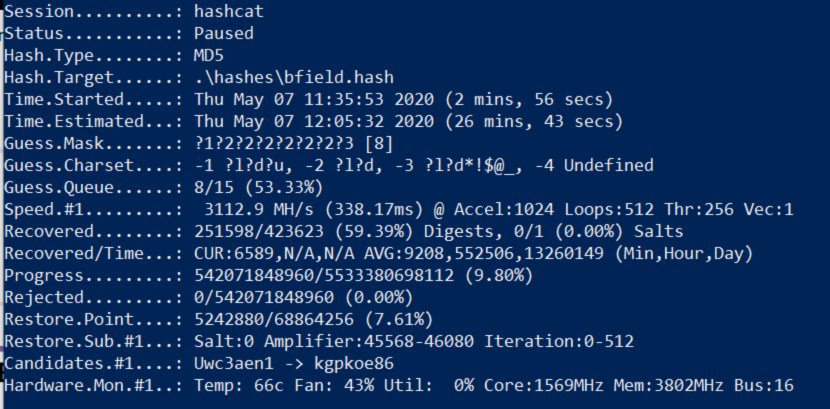 Session..........: hashcat
Status...........: Paused
Hash.Type........: MD5
Hash.Target......: .\hashes\bfield.hash
Time.Started.....: Thu May 07 11:35:53 2020 (2 mins, 56 secs)
Time.Estimated...: Thu May 07 12:05:32 2020 (26 mins, 43 secs)
Guess.Mask.......: ?1?2?2?2?2?2?2?3 [8]
Guess.Charset....: -1 ?l?d?u, -2 ?l?d, -3 ?l?d*!$@_, -4 Undefined
Guess.Queue......: 8/15 (53.33%)
Speed.#1.........:  3112.9 MH/s (338.17ms) @ Accel:1024 Loops:512 Thr:256 Vec:1
Recovered........: 251598/423623 (59.39%) Digests, 0/1 (0.00%) Salts
Recovered/Time...: CUR:6589,N/A,N/A AVG:9208,552506,13260149 (Min,Hour,Day)
Progress.........: 542071848960/5533380698112 (9.80%)
Rejected.........: 0/542071848960 (0.00%)
Restore.Point....: 5242880/68864256 (7.61%)
Restore.Sub.#1...: Salt:0 Amplifier:45568-46080 Iteration:0-512
Candidates.#1....: Uwc3aen1 -> kgpkoe86
Hardware.Mon.#1..: Temp: 66c Fan: 43% Util:  0% Core:1569MHz Mem:3802MHz Bus:16